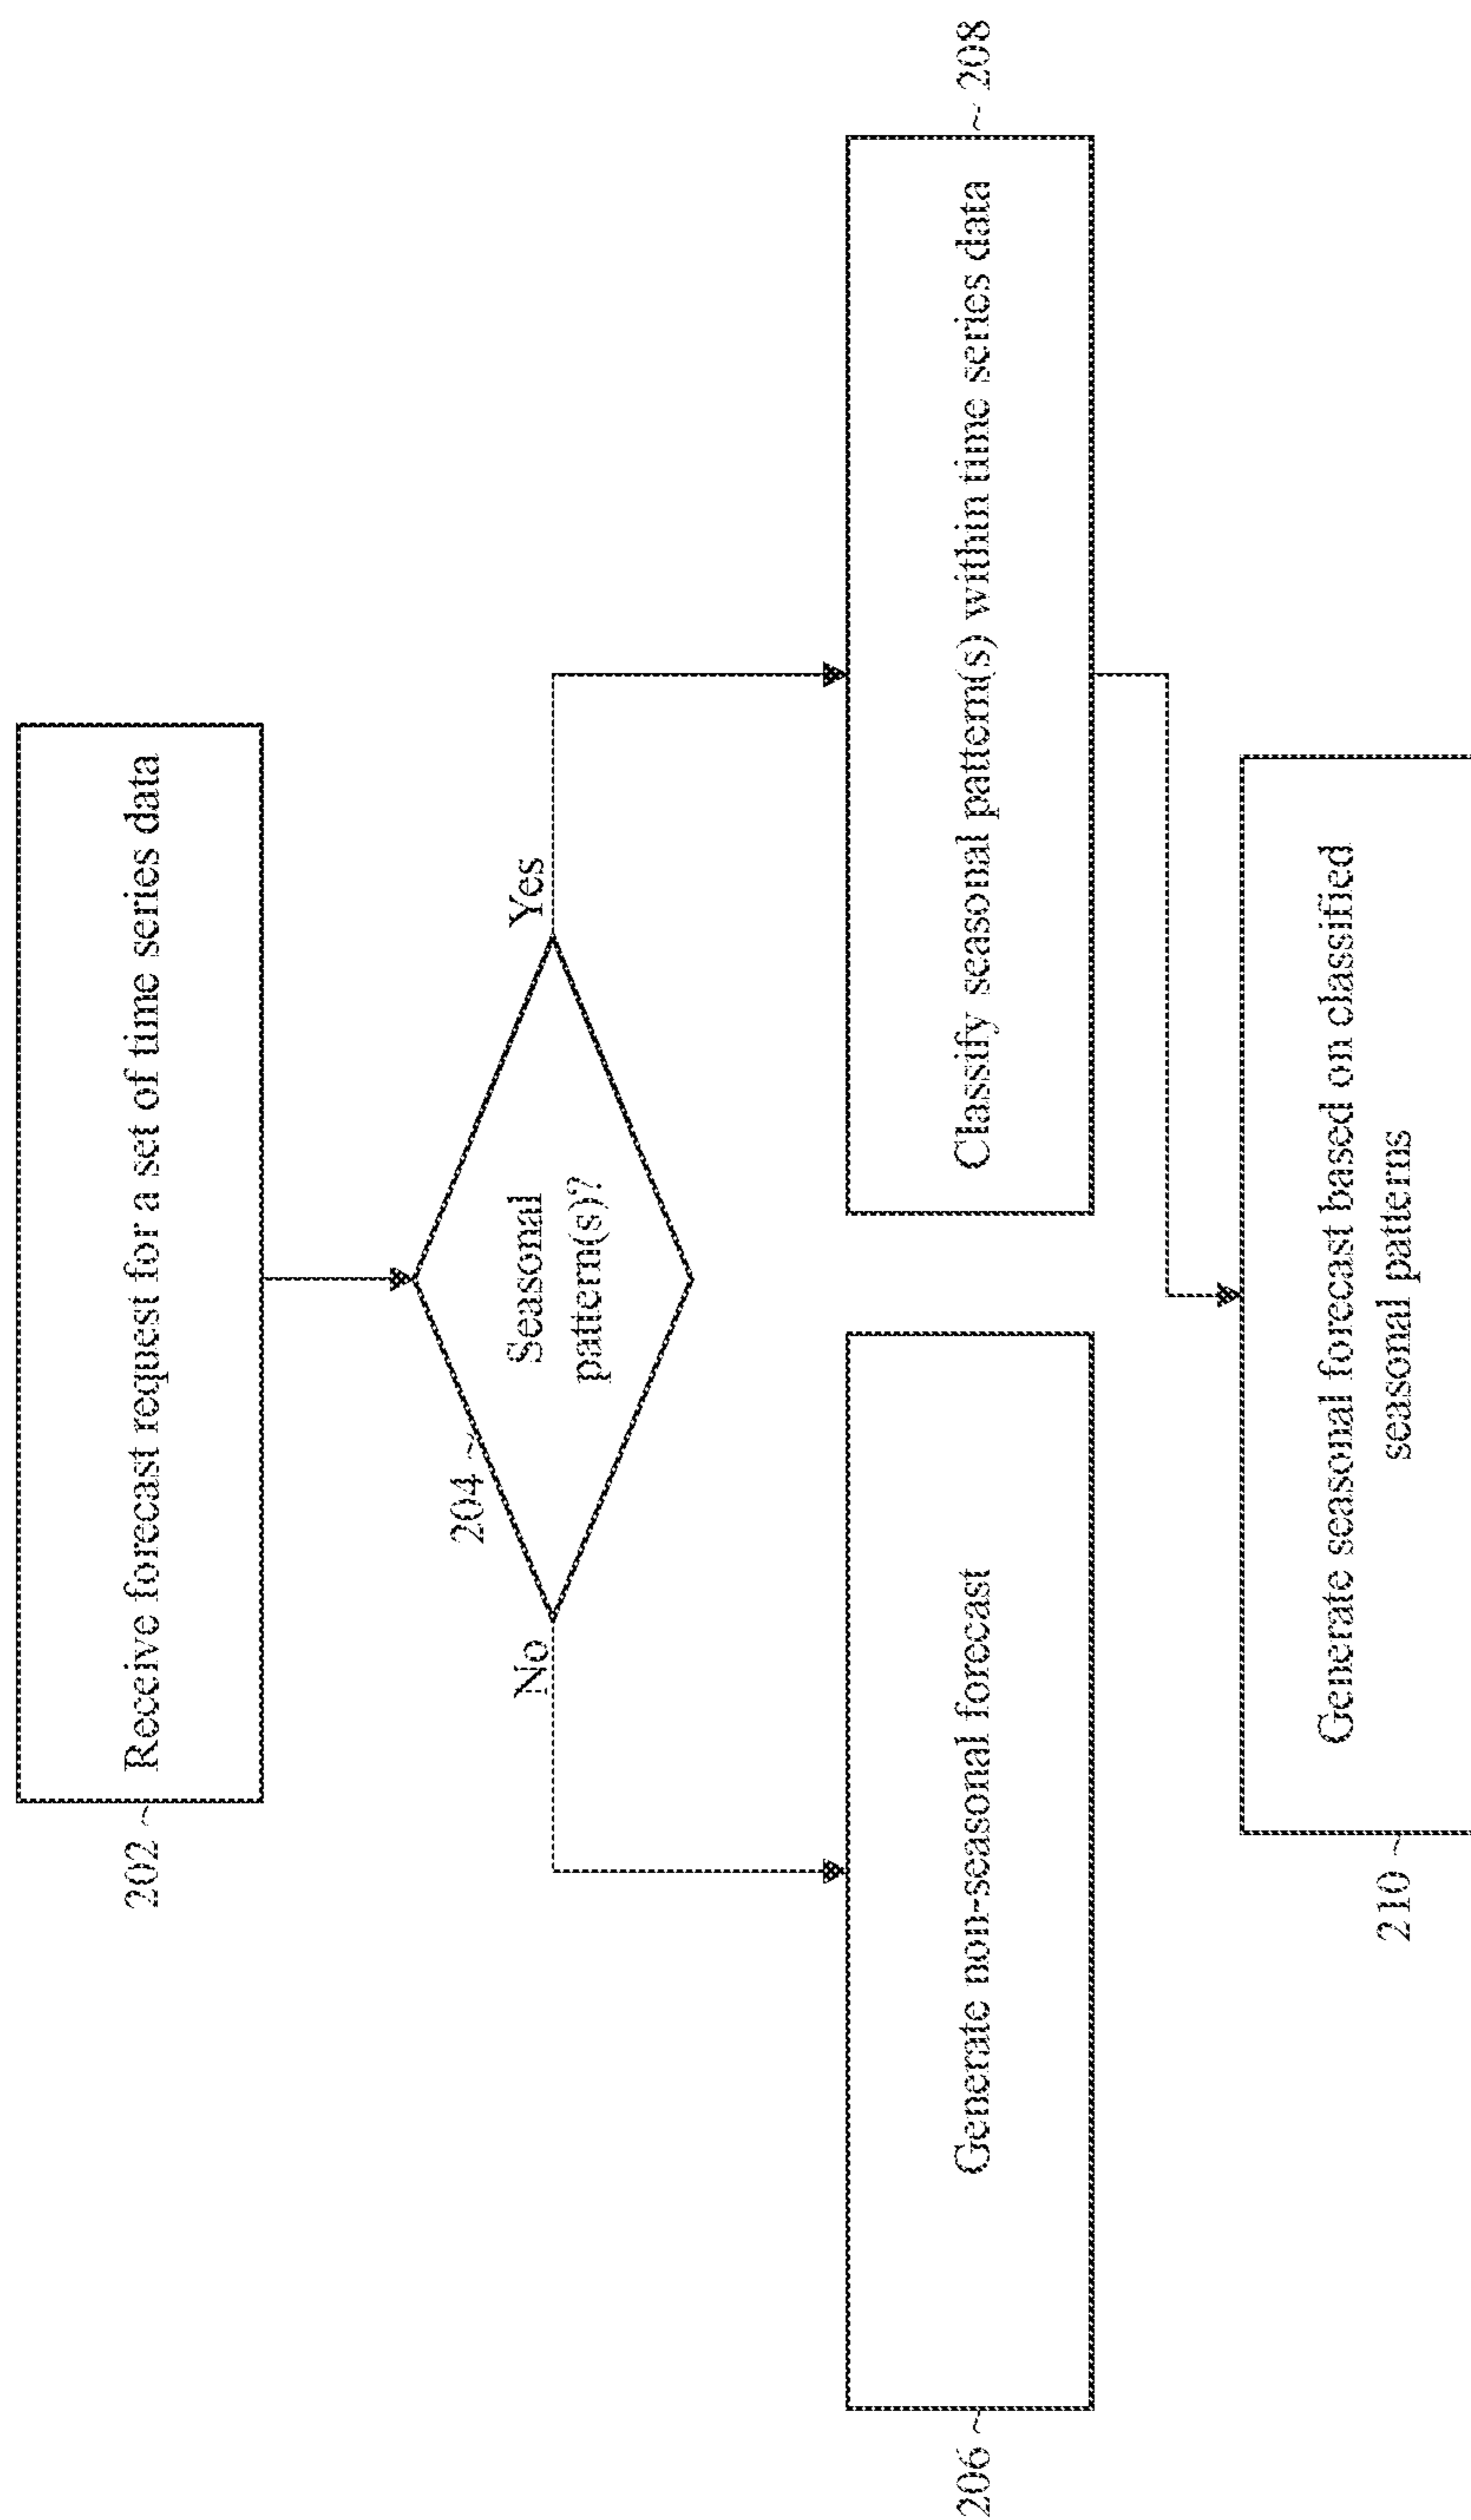 202
Receive forecast request for a set of time series data
204
Seasonal
pattern(s)?
No
Yes
206
Generate non-seasonal forecast
Classify seasonal pattern(s) within time series data
208
210
Generate seasonal forecast based on classified
seasonal patterns